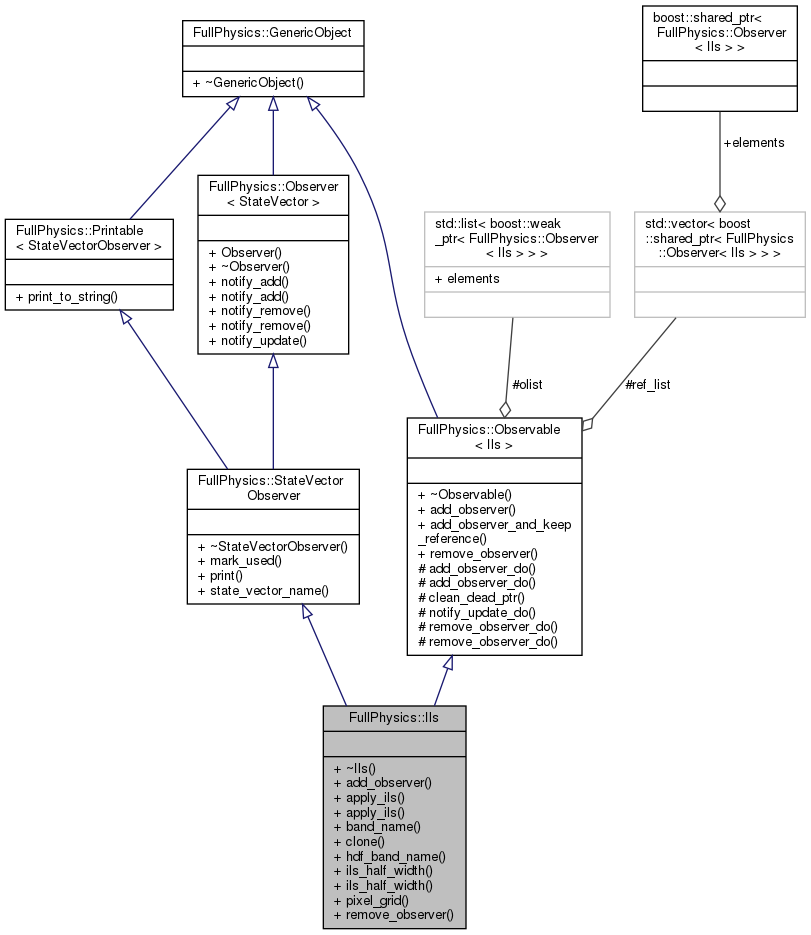 FullPhysics::GenericObject
+ ~GenericObject()
boost::shared_ptr<
FullPhysics::Observer
< Ils > >
+elements
FullPhysics::Printable
< StateVectorObserver >
+ print_to_string()
FullPhysics::Observer
< StateVector >
+ Observer()
+ ~Observer()
+ notify_add()
+ notify_add()
+ notify_remove()
+ notify_remove()
+ notify_update()
std::list< boost::weak
_ptr< FullPhysics::Observer
< Ils > > >
+ elements
std::vector< boost
::shared_ptr< FullPhysics
::Observer< Ils > > >
#olist
#ref_list
FullPhysics::StateVector
Observer
+ ~StateVectorObserver()
+ mark_used()
+ print()
+ state_vector_name()
FullPhysics::Observable
< Ils >
+ ~Observable()
+ add_observer()
+ add_observer_and_keep
_reference()
+ remove_observer()
# add_observer_do()
# add_observer_do()
# clean_dead_ptr()
# notify_update_do()
# remove_observer_do()
# remove_observer_do()
FullPhysics::Ils
+ ~Ils()
+ add_observer()
+ apply_ils()
+ apply_ils()
+ band_name()
+ clone()
+ hdf_band_name()
+ ils_half_width()
+ ils_half_width()
+ pixel_grid()
+ remove_observer()